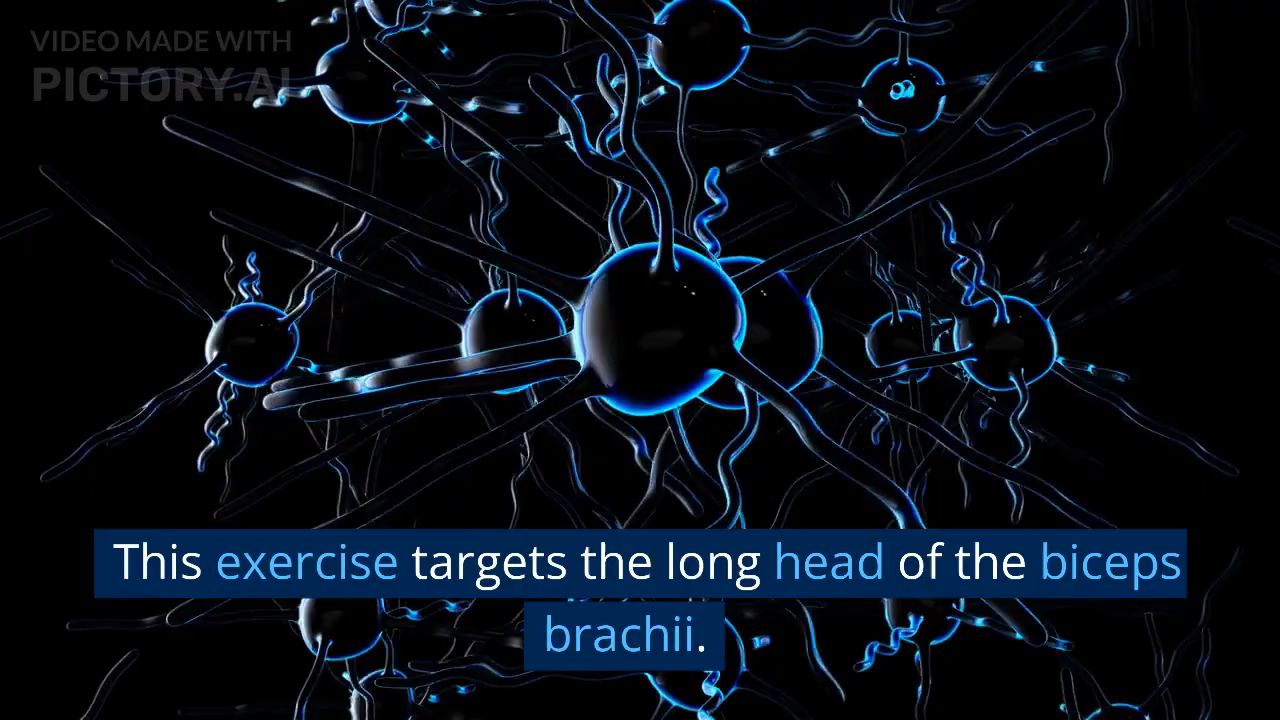 VIDEO MADE WITH
PICTORY.AI
This exercise targets the long head of the biceps
brachii.